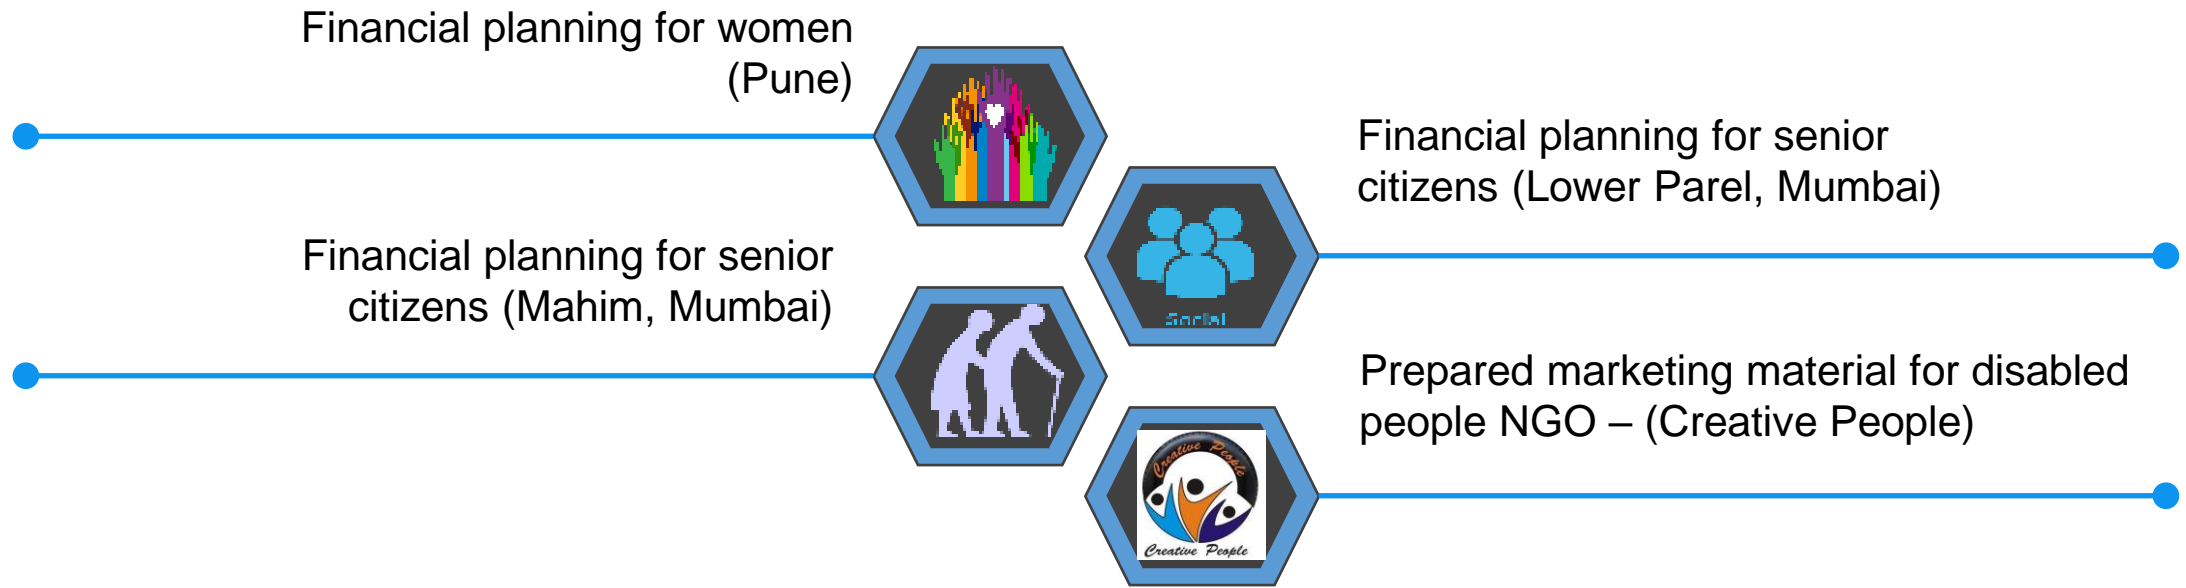 Financial planning for women
(Pune)
Financial planning for senior
citizens (Lower Parel, Mumbai)
Social
Financial planning for senior
citizens (Mahim, Mumbai)
Prepared marketing material for disabled
people NGO – (Creative People)
Creative People
Creative People